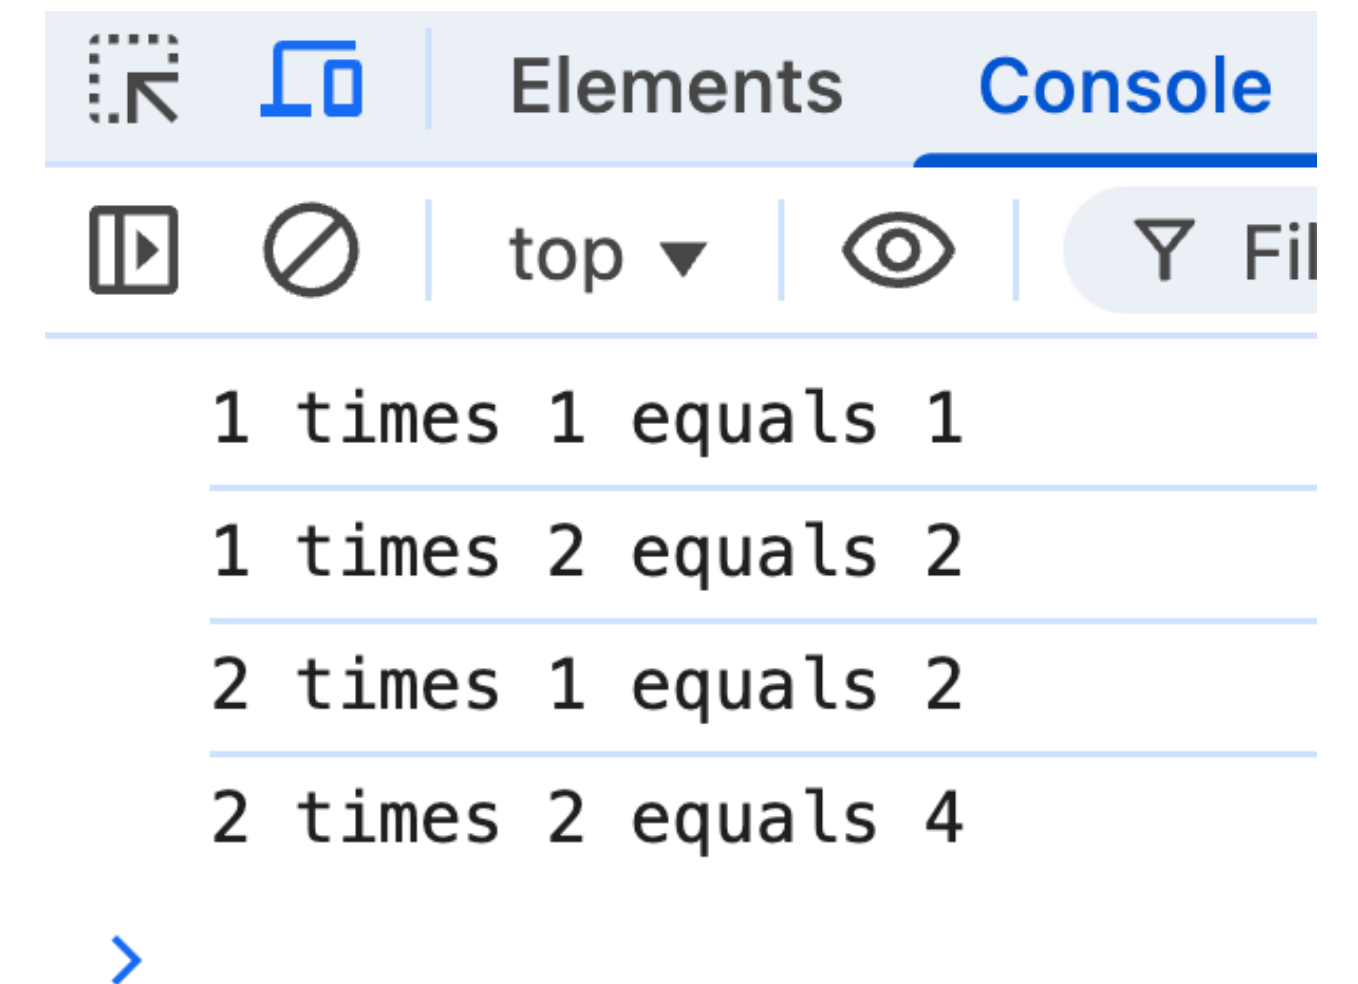 Elements Console
top Fil
1 times 1 equals 1
1 times 2 equals 2
2 times 1 equals 2
2 times 2 equals 4